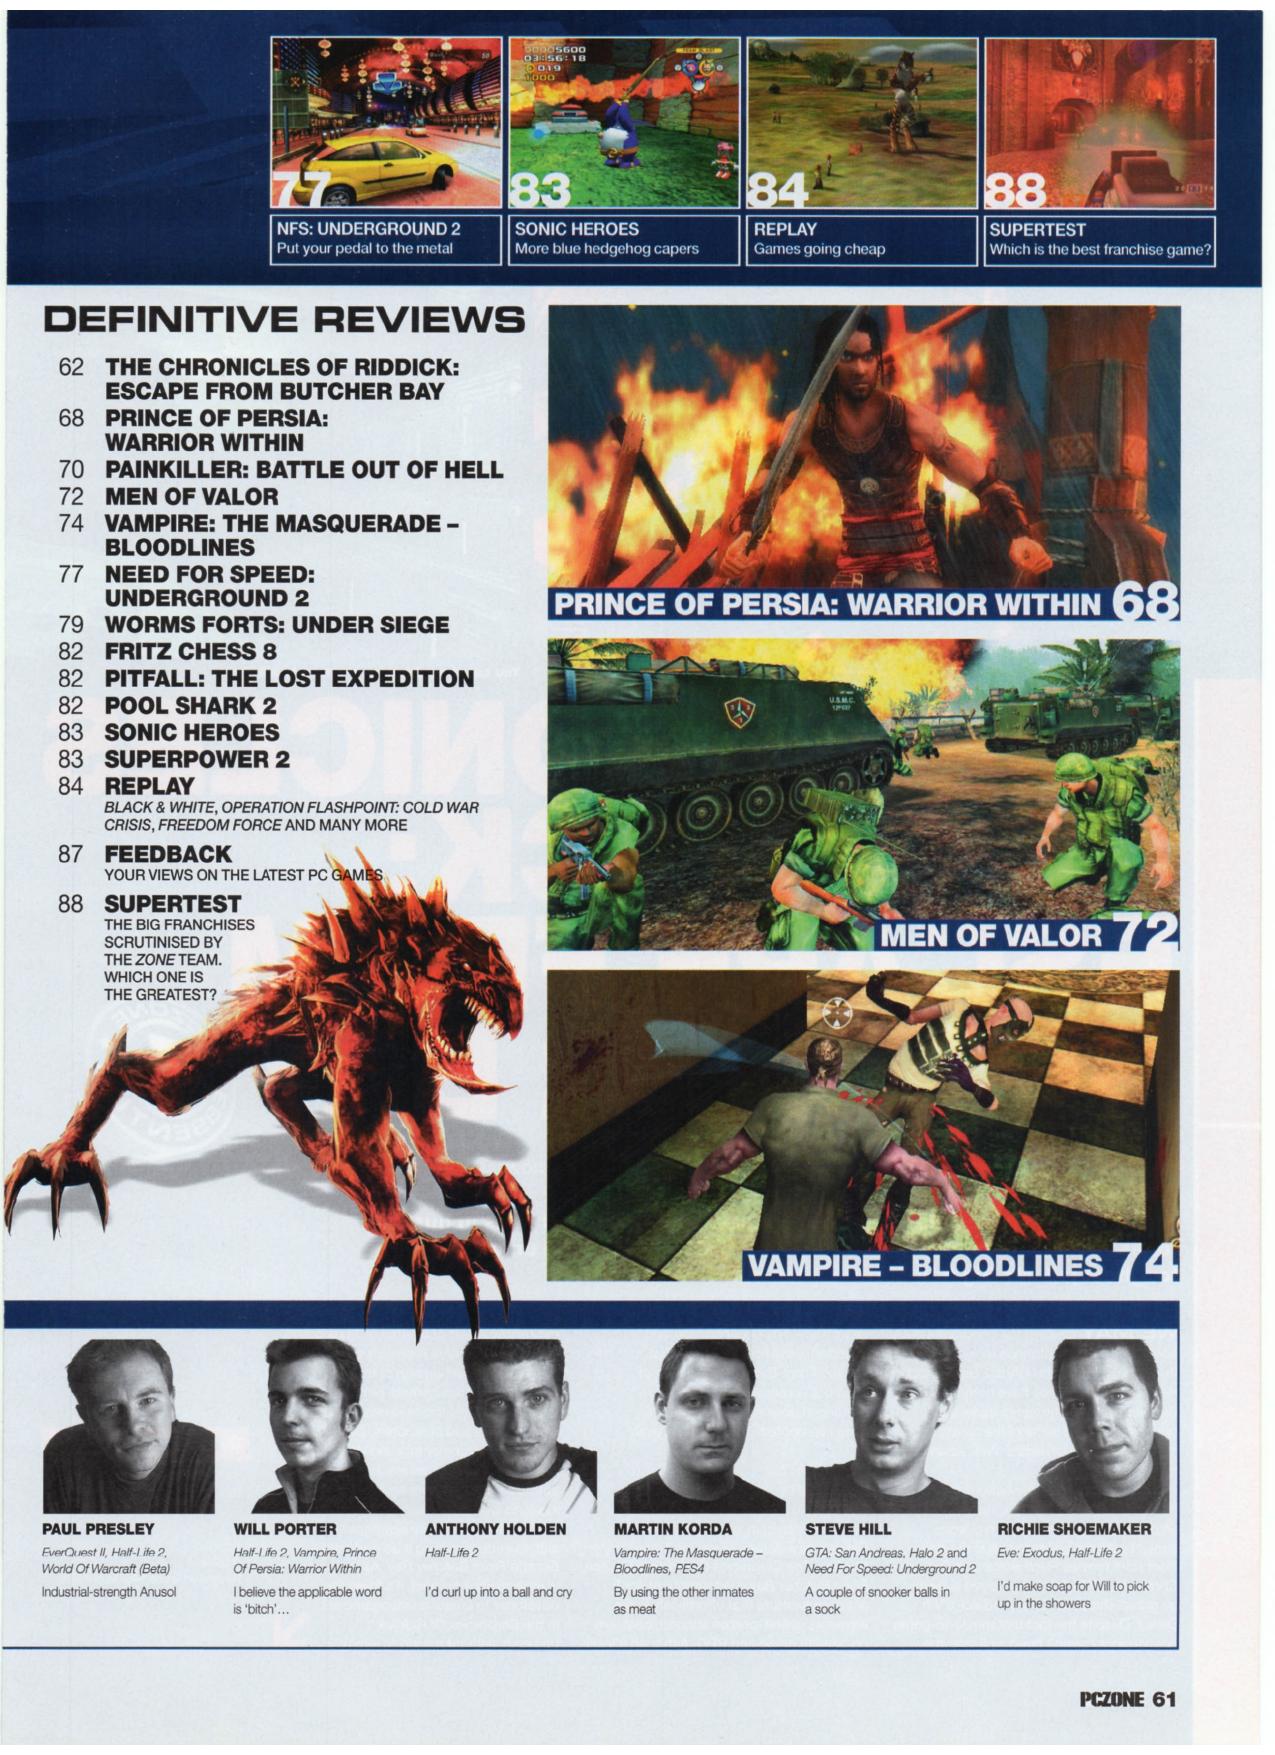 77
NFS: UNDERGROUND 2
Put your pedal to the metal
0005600
03:56:18
019
1000
TEAM BLAST
83
SONIC HEROES
More blue hedgehog capers
84
REPLAY
Games going cheap
88
SUPERTEST
Which is the best franchise game?
DEFINITIVE REVIEWS
62 THE CHRONICLES OF RIDDICK:
ESCAPE FROM BUTCHER BAY
68 PRINCE OF PERSIA:
WARRIOR WITHIN
70 PAINKILLER: BATTLE OUT OF HELL
72 MEN OF VALOR
74 VAMPIRE: THE MASQUERADE –
BLOODLINES
77 NEED FOR SPEED:
UNDERGROUND 2
79 WORMS FORTS: UNDER SIEGE
82 FRITZ CHESS 8
82 PITFALL: THE LOST EXPEDITION
82 POOL SHARK 2
83 SONIC HEROES
83 SUPERPOWER 2
84 REPLAY
BLACK & WHITE, OPERATION FLASHPOINT: COLD WAR
CRISIS, FREEDOM FORCE AND MANY MORE
87 FEEDBACK
YOUR VIEWS ON THE LATEST PC GAMES
88 SUPERTEST
THE BIG FRANCHISES
SCRUTINISED BY
THE ZONE TEAM.
WHICH ONE IS
THE GREATEST?
PRINCE OF PERSIA: WARRIOR WITHIN 68
U.S.M.C.
MEN OF VALOR 72
VAMPIRE – BLOODLINES 74
PAUL PRESLEY
EverQuest II, Half-Life 2,
World Of Warcraft (Beta)
Industrial-strength Anusol
WILL PORTER
Half-Life 2, Vampire, Prince
Of Persia: Warrior Within
I believe the applicable word
is 'bitch'...
ANTHONY HOLDEN
Half-Life 2
I'd curl up into a ball and cry
MARTIN KORDA
Vampire: The Masquerade –
Bloodlines, PES4
By using the other inmates
as meat
STEVE HILL
GTA: San Andreas, Halo 2 and
Need For Speed: Underground 2
A couple of snooker balls in
a sock
RICHIE SHOEMAKER
Eve: Exodus, Half-Life 2
I'd make soap for Will to pick
up in the showers
PCZONE 61